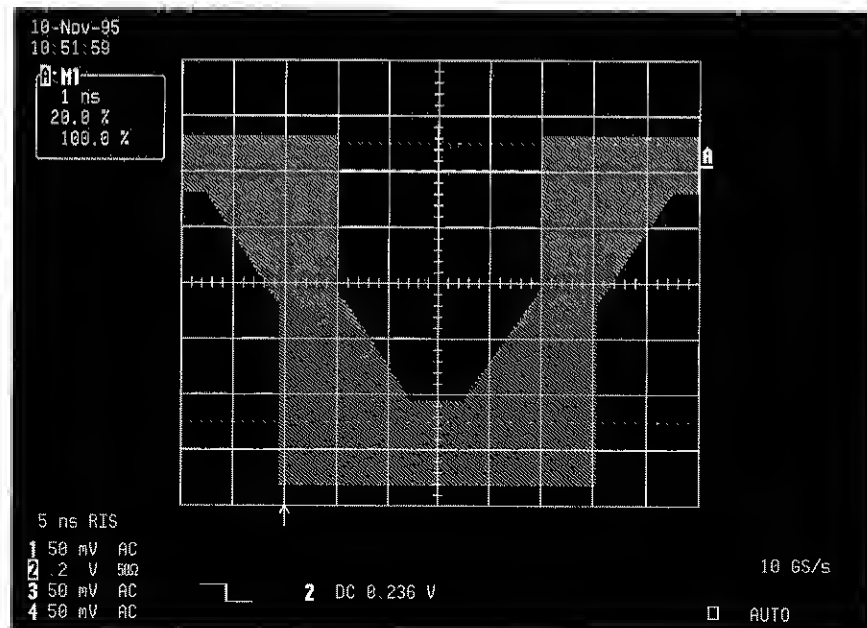 10-Nov-95
10:51:59
A:M1
1 ns
20.0 %
100.0 %
A
5 ns RIS
1 50 mV AC
2 .2 V 50Ω
3 50 mV AC
4 50 mV AC
2 DC 0.236 V
10 GS/s
□ AUTO